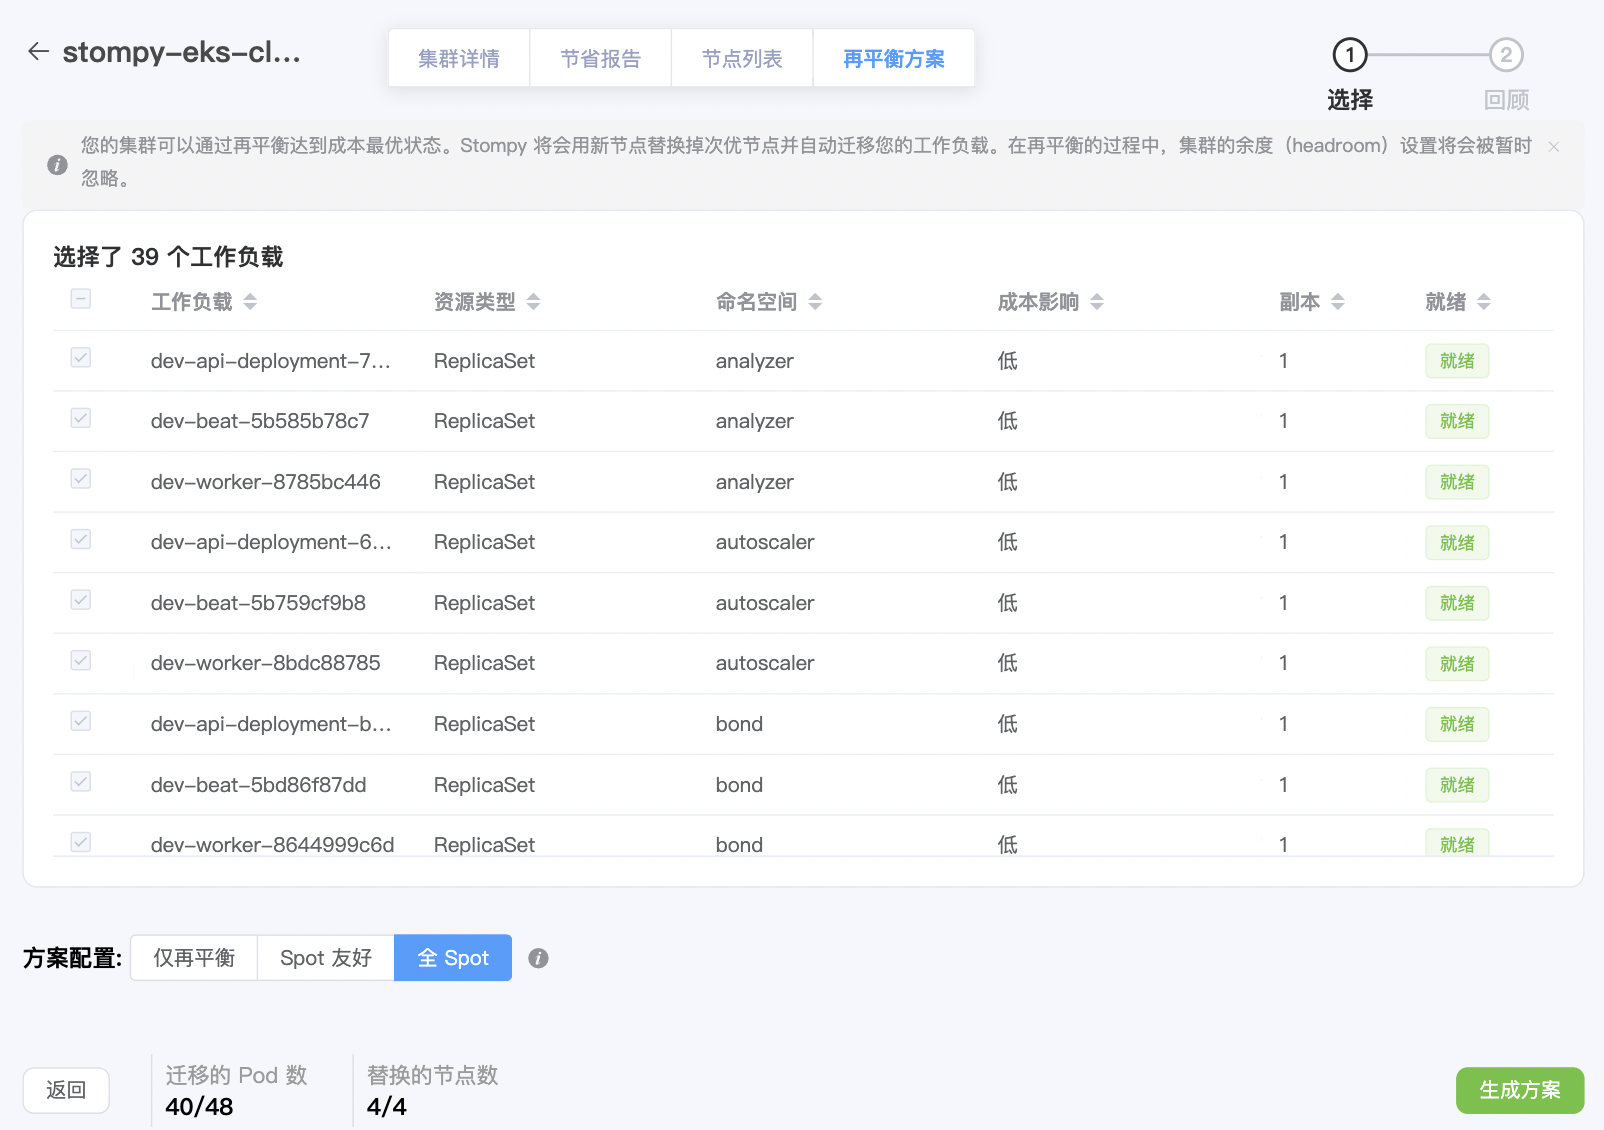 stompy-eks-cl...
集群详情 节省报告 节点列表 再平衡方案
1 2
选择 回顾
您的集群可以通过再平衡达到成本最优状态。Stompy 将会用新节点替换掉次优节点并自动迁移您的工作负载。在再平衡的过程中，集群的余度（headroom）设置将会被暂时
忽略。
选择了 39 个工作负载
工作负载 资源类型 命名空间 成本影响 副本 就绪
dev-api-deployment-7... ReplicaSet analyzer 低 1 就绪
dev-beat-5b585b78c7 ReplicaSet analyzer 低 1 就绪
dev-worker-8785bc446 ReplicaSet analyzer 低 1 就绪
dev-api-deployment-6... ReplicaSet autoscaler 低 1 就绪
dev-beat-5b759cf9b8 ReplicaSet autoscaler 低 1 就绪
dev-worker-8bdc88785 ReplicaSet autoscaler 低 1 就绪
dev-api-deployment-b... ReplicaSet bond 低 1 就绪
dev-beat-5bd86f87dd ReplicaSet bond 低 1 就绪
dev-worker-8644999c6d ReplicaSet bond 低 1 就绪
方案配置: 仅再平衡 Spot 友好 全 Spot
返回 迁移的 Pod 数 替换的节点数 生成方案
40/48 4/4